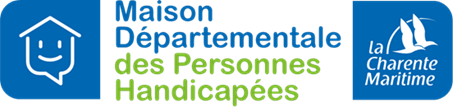 Maison
Départementale
des Personnes
Handicapées
la
Charente
Maritime